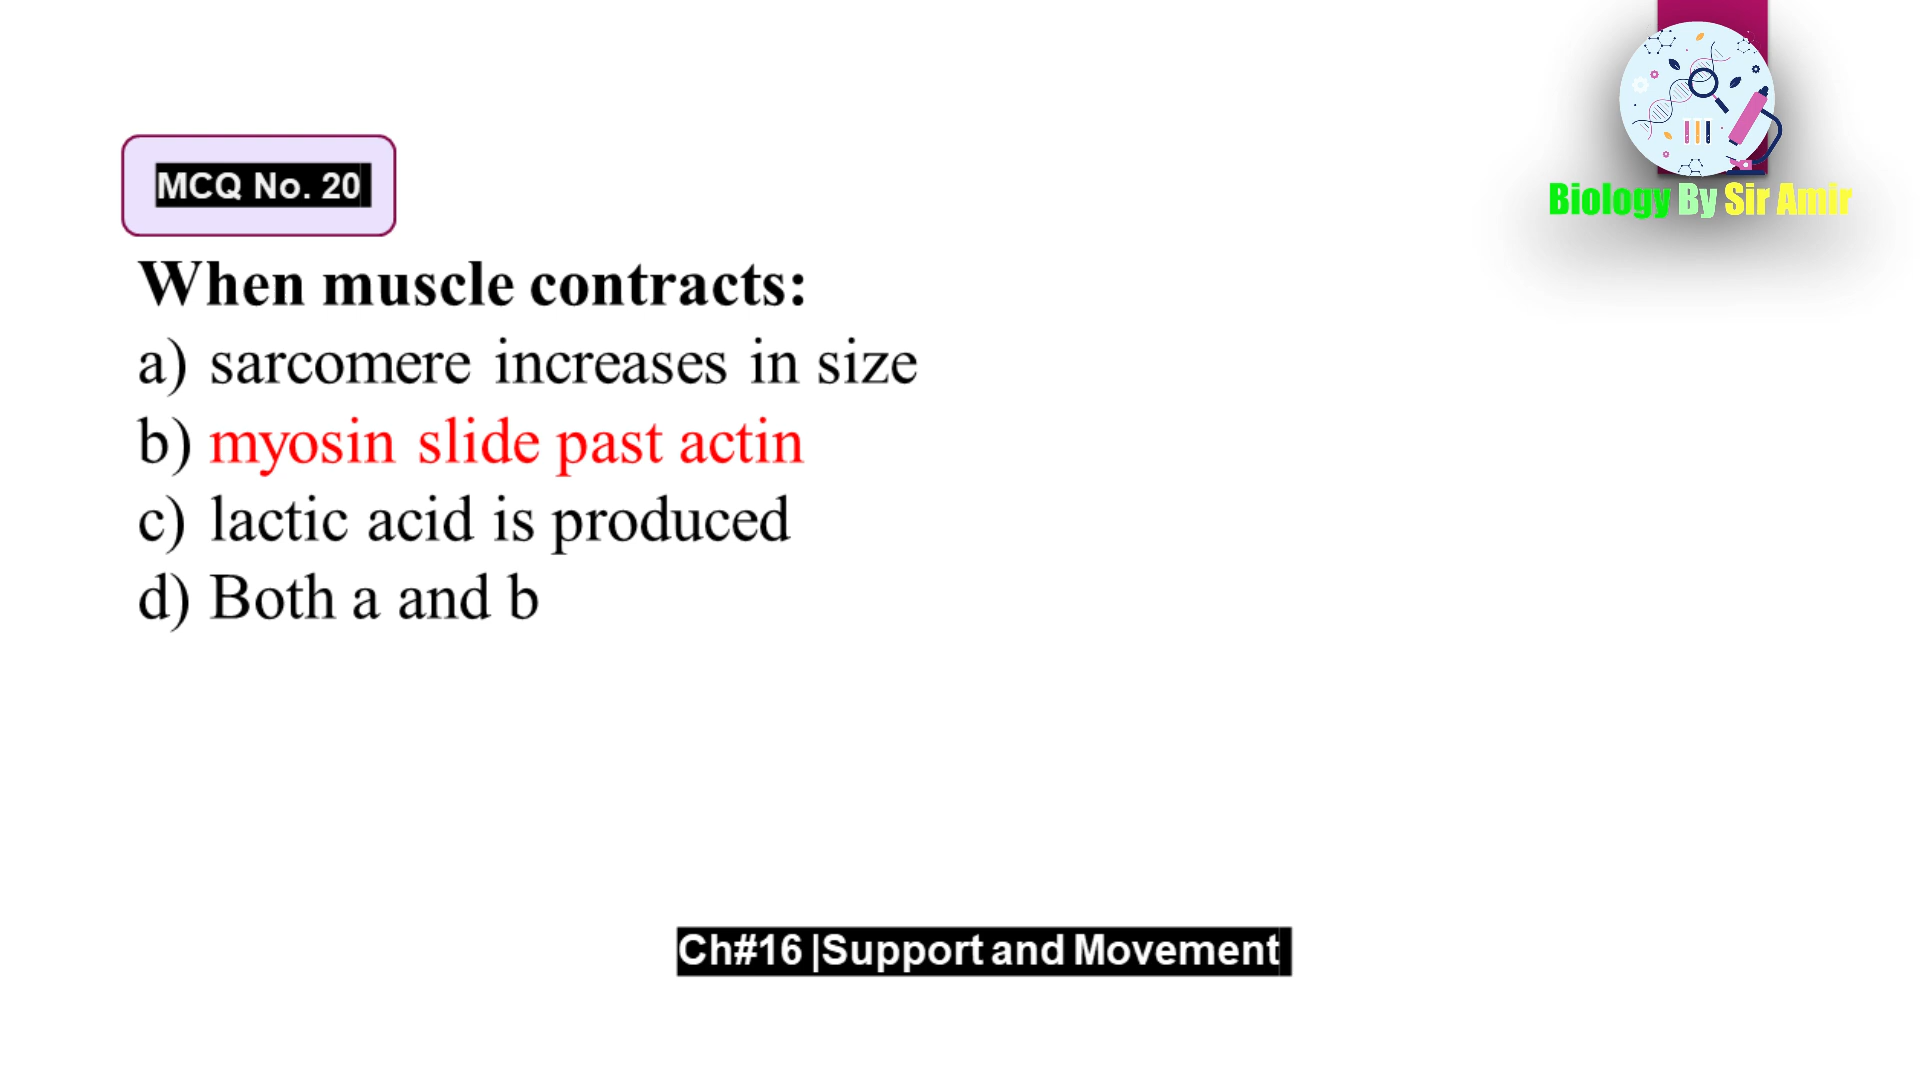 Biology By Sir Amir
MCQ No. 20
When muscle contracts:
a) sarcomere increases in size
b) myosin slide past actin
c) lactic acid is produced
d) Both a and b
Ch#16 |Support and Movement